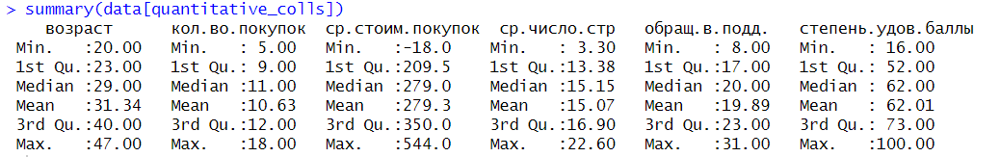 > summary(data[quantitative_colls])
возраст кол.во.покупок ср.стоим.покупок ср.число.стр обращ.в.подд. степень.удов.баллы
Min. :20.00 Min. : 5.00 Min. :-18.0 Min. : 3.30 Min. : 8.00 Min. : 16.00
1st Qu.:23.00 1st Qu.: 9.00 1st Qu.:209.5 1st Qu.:13.38 1st Qu.:17.00 1st Qu.: 52.00
Median :29.00 Median :11.00 Median :279.0 Median :15.15 Median :20.00 Median : 62.00
Mean :31.34 Mean :10.63 Mean :279.3 Mean :15.07 Mean :19.89 Mean : 62.01
3rd Qu.:40.00 3rd Qu.:12.00 3rd Qu.:350.0 3rd Qu.:16.90 3rd Qu.:23.00 3rd Qu.: 73.00
Max. :47.00 Max. :18.00 Max. :544.0 Max. :22.60 Max. :31.00 Max. :100.00